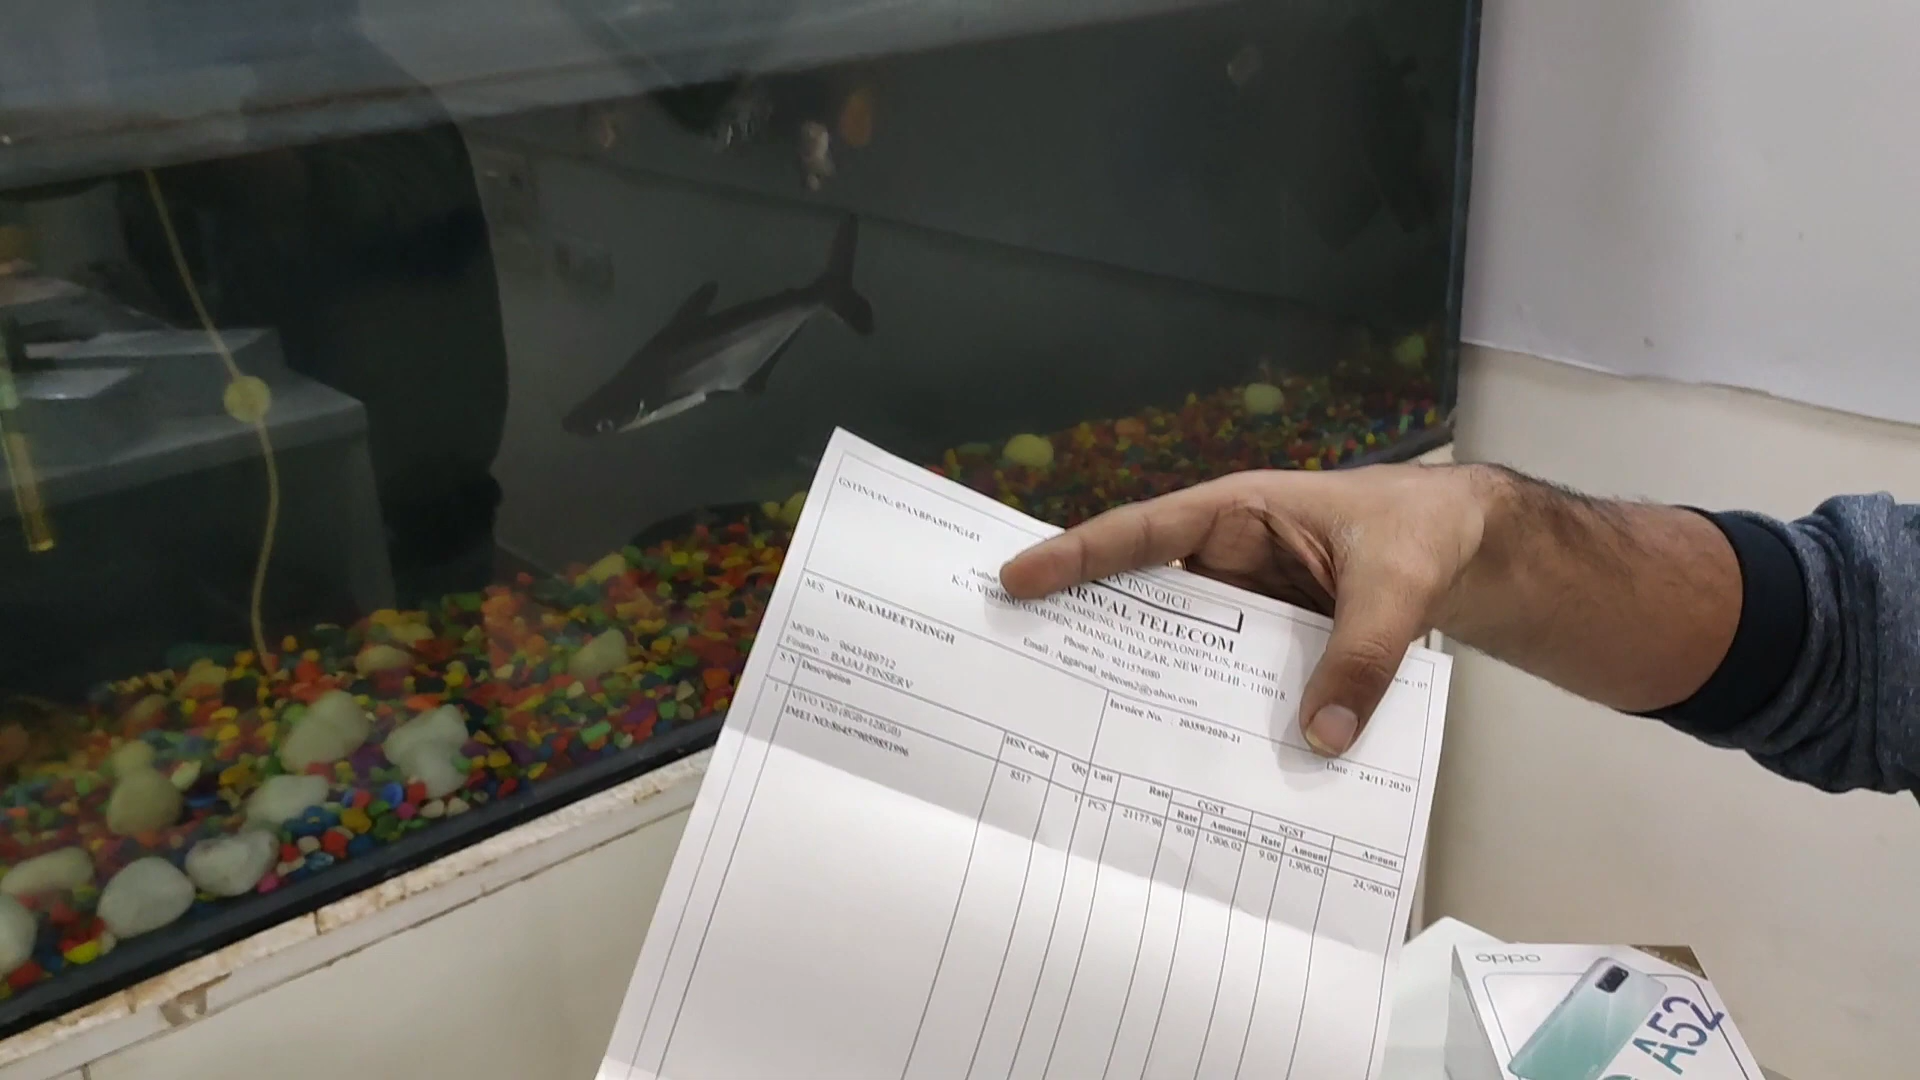 TAX INVOICE
ARWAL TELECOM
SAMSUNG, VIVO, OPPO,ONEPLUS, REALME
K-1, VISHNU GARDEN, MANGAL BAZAR, NEW DELHI - 110018.
Phone No : 9211574080
Email : Aggarwal_telecom2@yahoo.com
M/S VIKRAMJEETSINGH
MOB No 9643489712
Finance BAJAJ FINSERV
Invoice No. : 20359/2020-21
Date : 24/11/2020
S.N Description HSN Code Qty Unit Rate CGST SGST Amount
Rate Amount Rate Amount
1 VIVO V20 (8GB+128GB) 8517 1 PCS 21177.96 9.00 1,906.02 9.00 1,906.02 24,990.00
IMEI NO:
oppo
A52